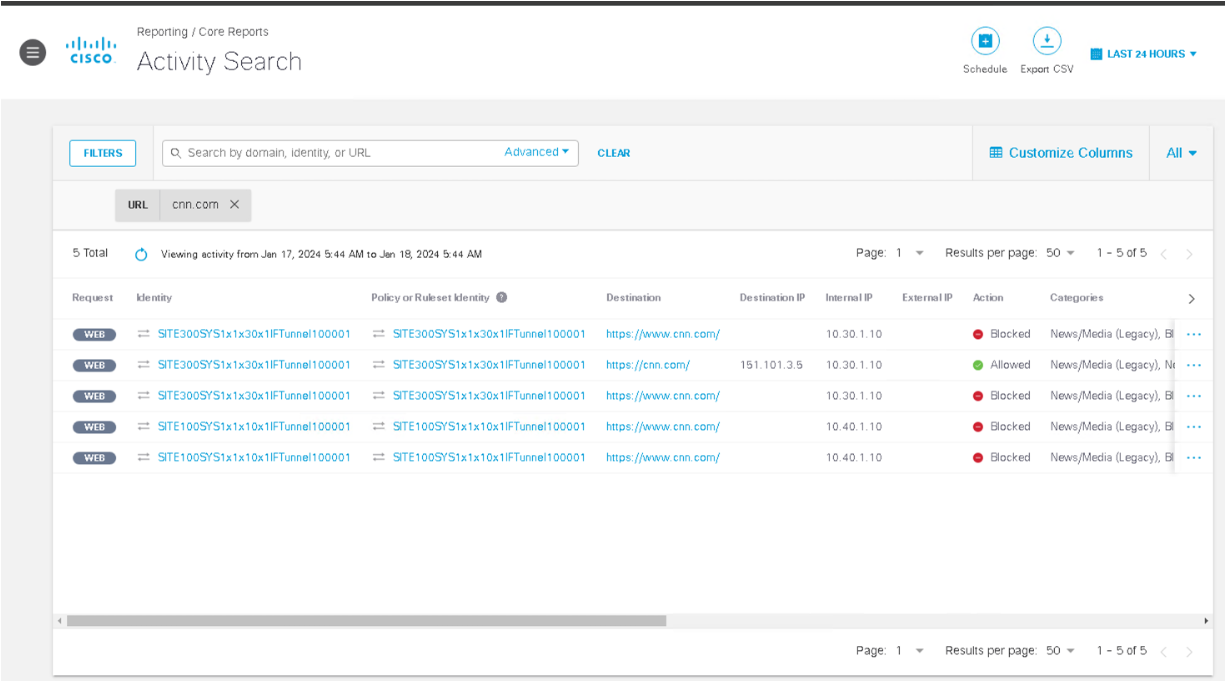 Reporting / Core Reports
CISCO
Activity Search
Schedule
Export CSV
LAST 24 HOURS
FILTERS
Search by domain, identity, or URL
Advanced
CLEAR
Customize Columns
All
URL cnn.com
5 Total
Viewing activity from Jan 17, 2024 5:44 AM to Jan 18, 2024 5:44 AM
Page: 1
Results per page: 50
1 - 5 of 5
Request Identity Policy or Ruleset Identity Destination Destination IP Internal IP External IP Action Categories
WEB SITE300SYS1x1x30x1IFTunnel100001 SITE300SYS1x1x30x1IFTunnel100001 https://www.cnn.com/ 10.30.1.10 Blocked News/Media (Legacy), Bl
WEB SITE300SYS1x1x30x1IFTunnel100001 SITE300SYS1x1x30x1IFTunnel100001 https://cnn.com/ 151.101.3.5 10.30.1.10 Allowed News/Media (Legacy), Ne
WEB SITE300SYS1x1x30x1IFTunnel100001 SITE300SYS1x1x30x1IFTunnel100001 https://www.cnn.com/ 10.30.1.10 Blocked News/Media (Legacy), Bl
WEB SITE100SYS1x1x10x1IFTunnel100001 SITE100SYS1x1x10x1IFTunnel100001 https://www.cnn.com/ 10.40.1.10 Blocked News/Media (Legacy), Bl
WEB SITE100SYS1x1x10x1IFTunnel100001 SITE100SYS1x1x10x1IFTunnel100001 https://www.cnn.com/ 10.40.1.10 Blocked News/Media (Legacy), Bl
Page: 1
Results per page: 50
1 - 5 of 5